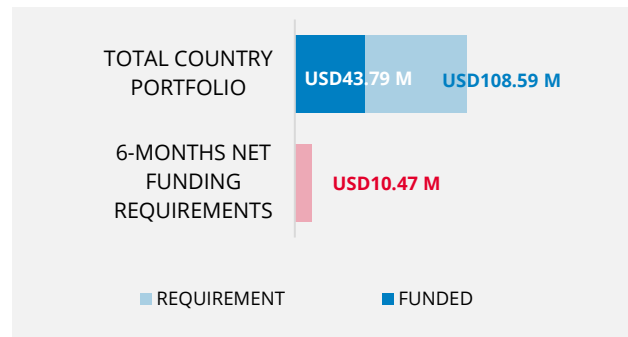 TOTAL COUNTRY
PORTFOLIO
USD43.79 M
USD108.59 M
6-MONTHS NET
FUNDING
REQUIREMENTS
USD10.47 M
REQUIREMENT
FUNDED